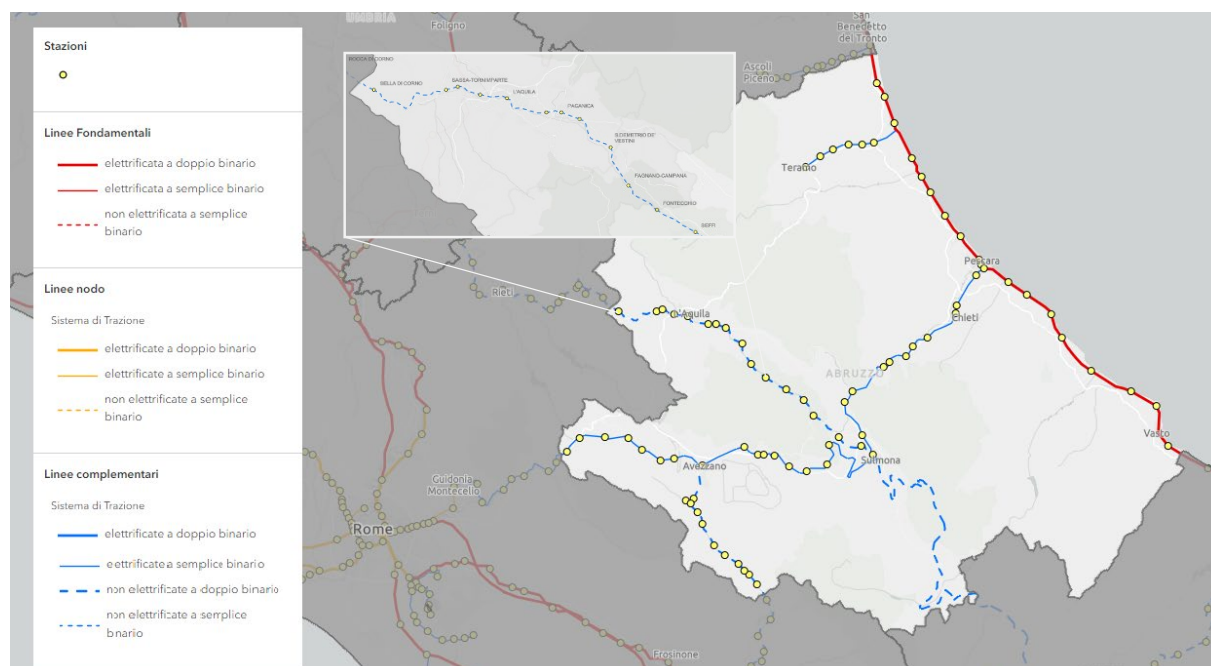 Stazioni
Linee Fondamentali
elettrificata a doppio binario
elettrificata a semplice binario
non elettrificata a semplice
binario
Linee nodo
Sistema di Trazione
elettrificate a doppio binario
elettrificate a semplice binario
non elettrificate a semplice
binario
Linee complementari
Sistema di Trazione
elettrificate a doppio binario
elettrificate a semplice binario
non elettrificate a doppio binario
non elettrificate a semplice
binario
UMBRIA
Foligno
San
Benedetto
del Tronto
Ascoli
Piceno
ROCCA DI CORNO
SELLA DI CORNO
SASSA-TORNIMPARTE
L'AQUILA
PAGANICA
S.DEMETRIO DE'
VESTINI
FAGNANO-CAMPANA
FONTECCHIO
BEFFI
Teramo
Pescara
Rieti
L'Aquila
Chieti
ABRUZZO
Vasto
Avezzano
Sulmona
Guidonia
Montecelio
Rome
Frosinone